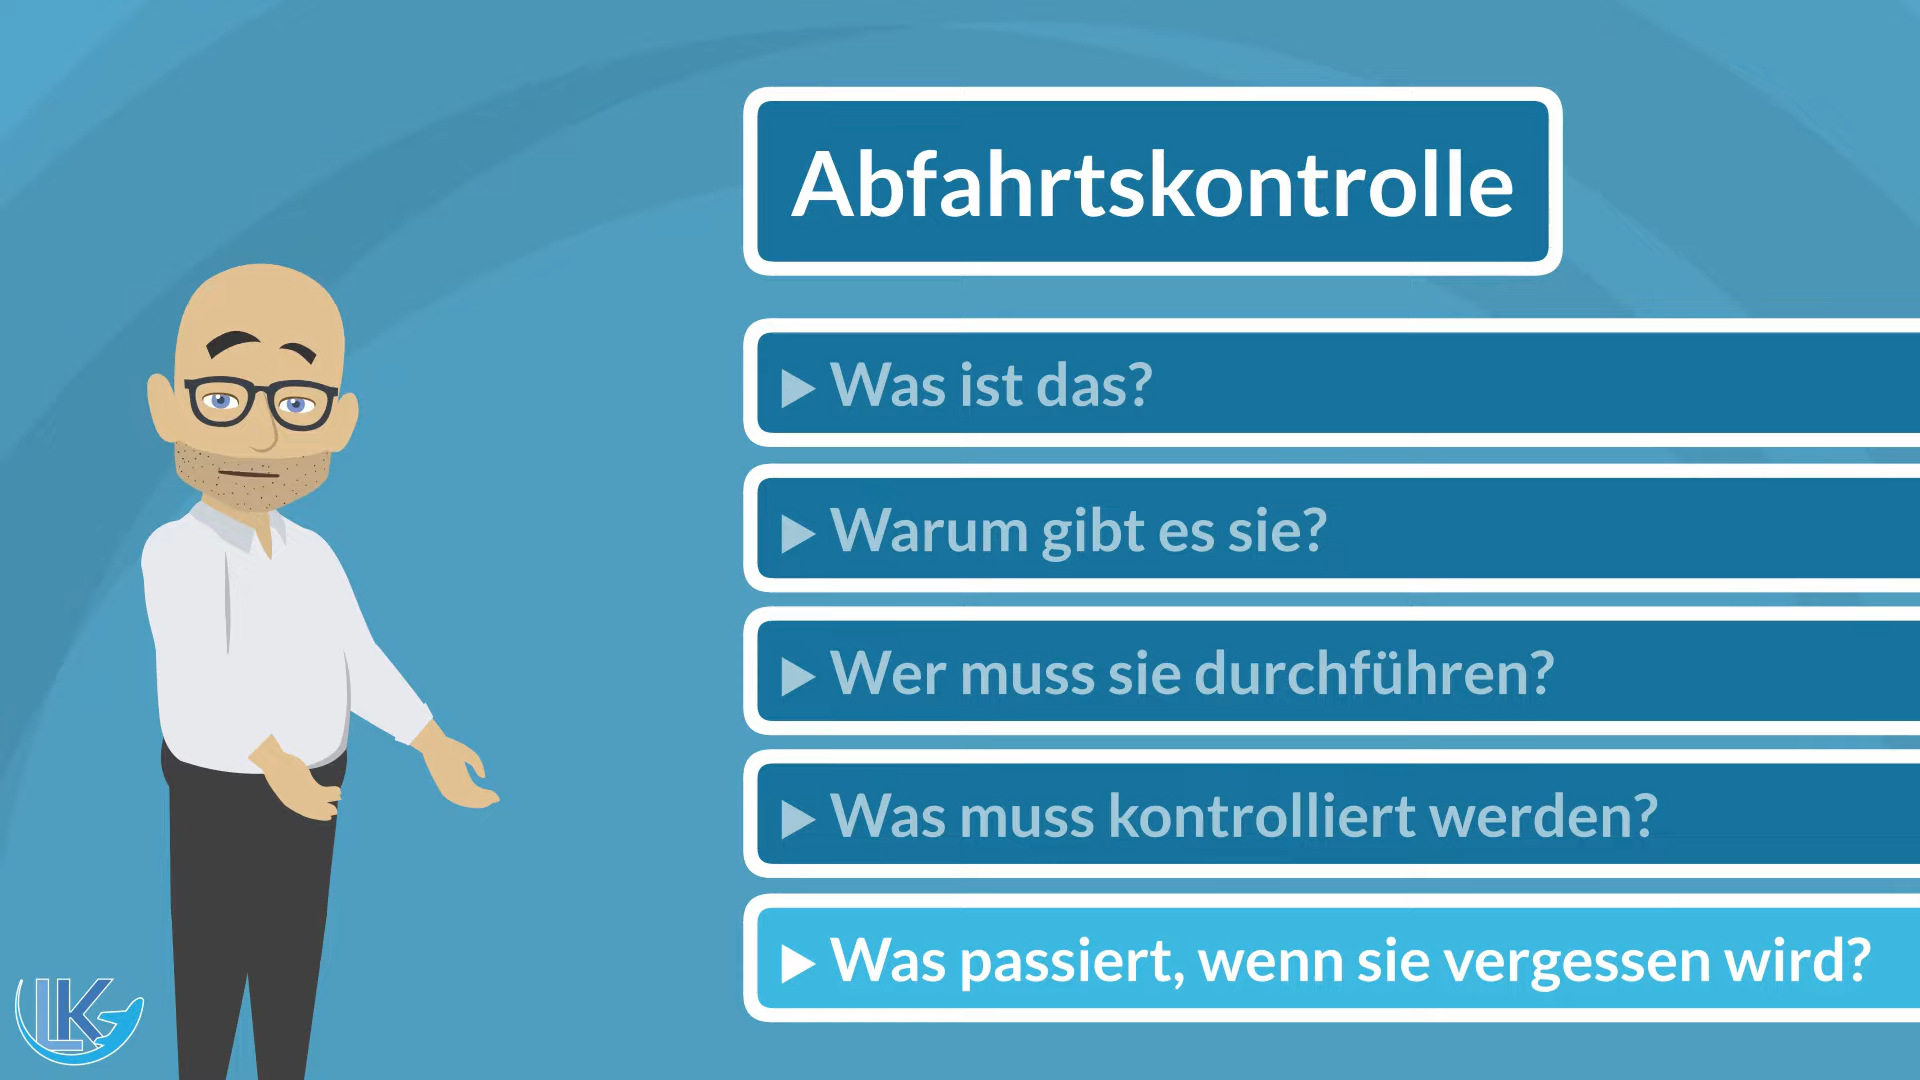 Abfahrtskontrolle
Was ist das?
Warum gibt es sie?
Wer muss sie durchführen?
Was muss kontrolliert werden?
Was passiert, wenn sie vergessen wird?
LK